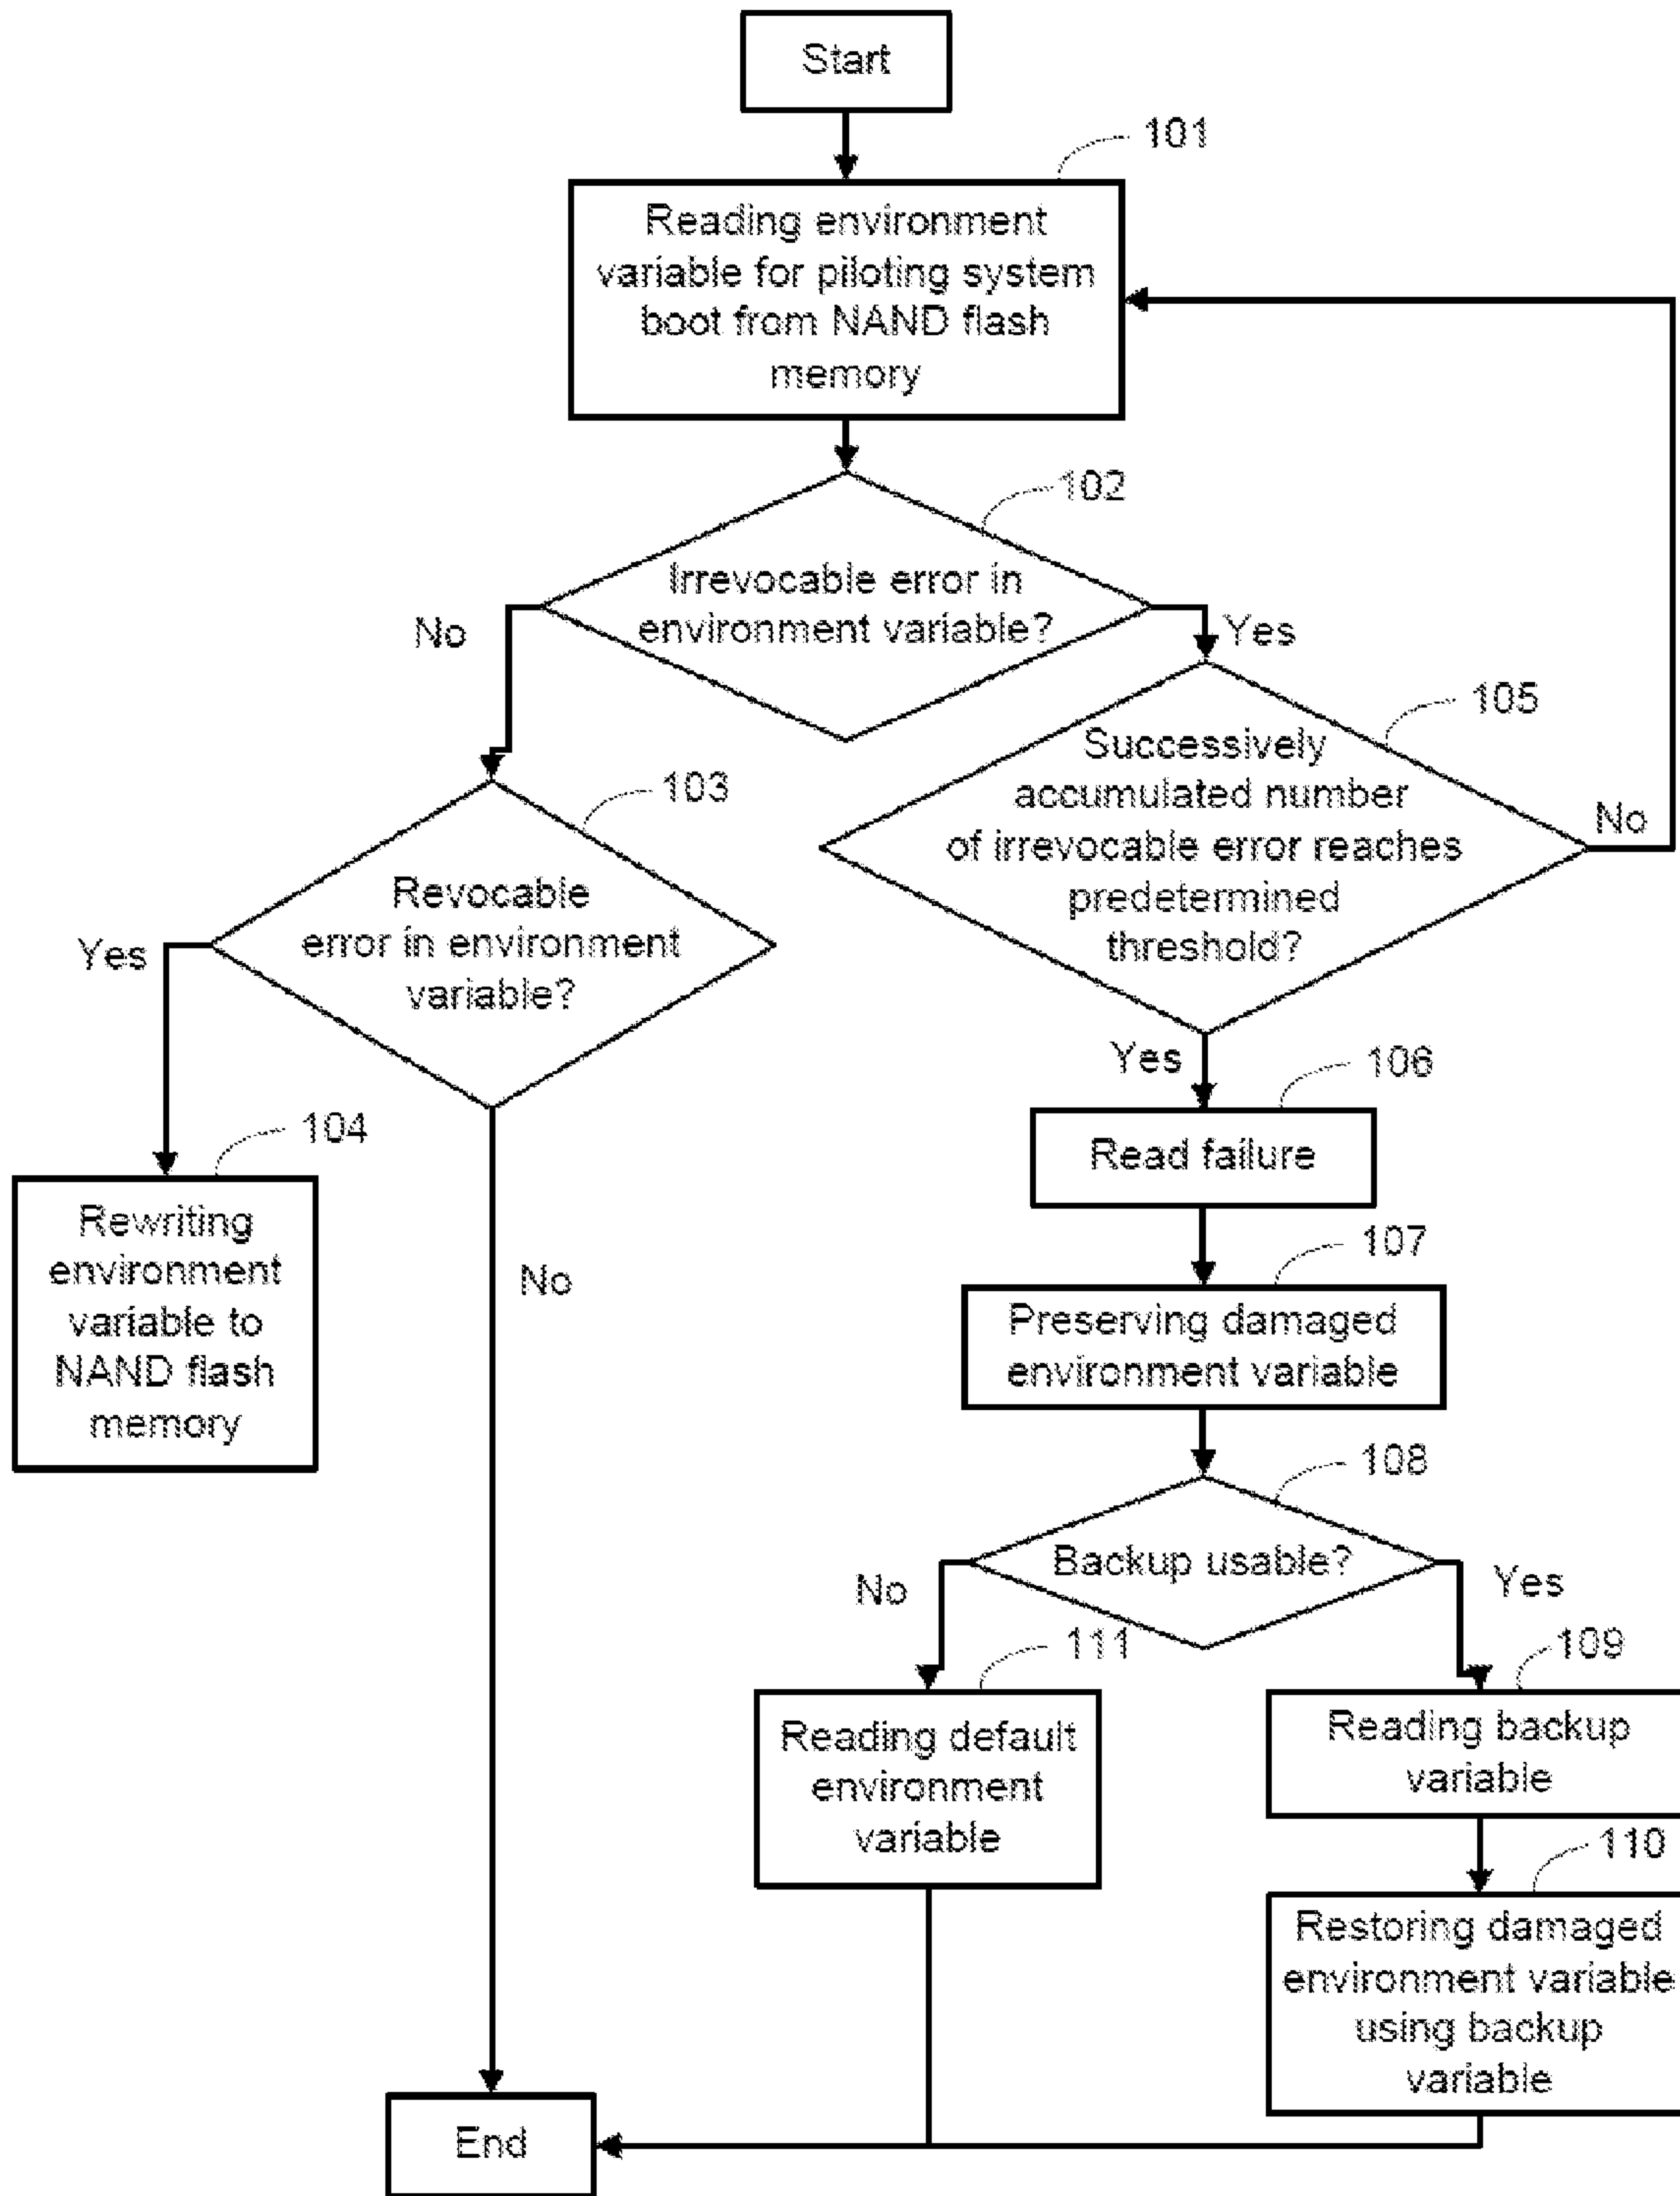 Start
101
Reading environment
variable for piloting system
boot from NAND flash
memory
102
Irrevocable error in
environment variable?
No
Yes
105
Successively
accumulated number
of irrevocable error reaches
predetermined
threshold?
No
Yes
103
Revocable
error in environment
variable?
Yes
No
104
Rewriting
environment
variable to
NAND flash
memory
106
Read failure
107
Preserving damaged
environment variable
108
Backup usable?
No
Yes
111
Reading default
environment
variable
109
Reading backup
variable
110
Restoring damaged
environment variable
using backup
variable
End